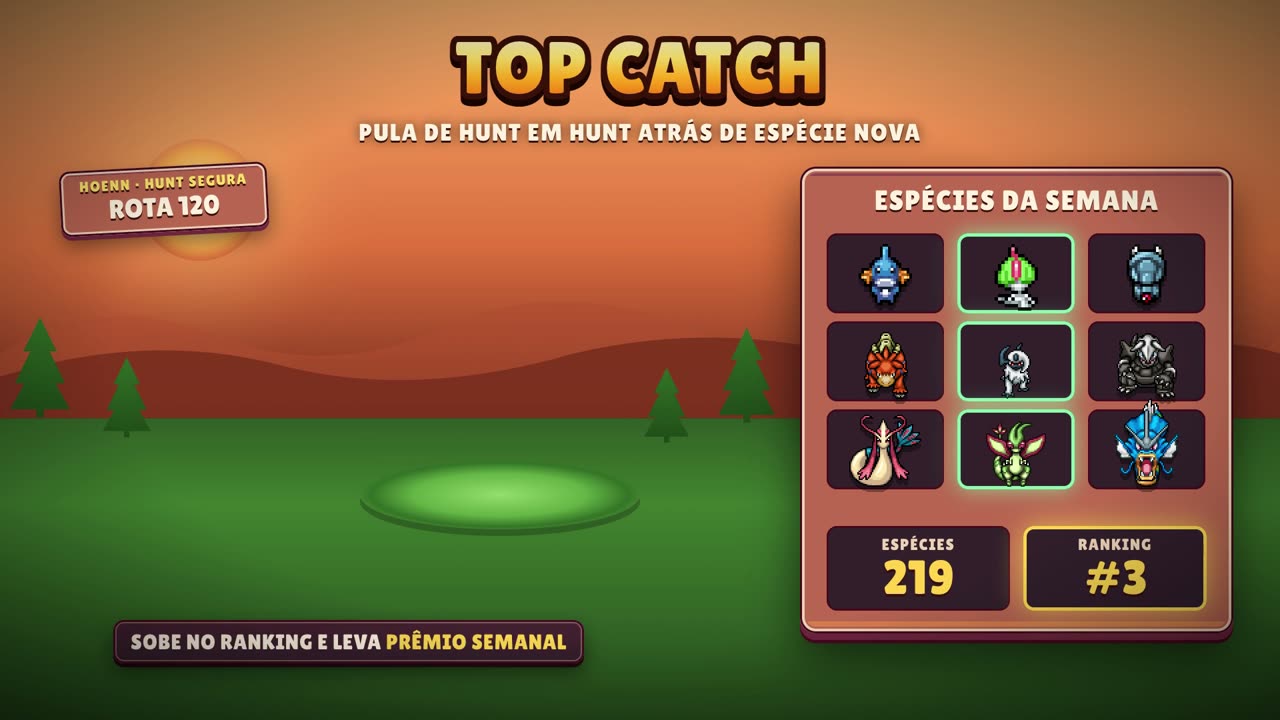 TOP CATCH
PULA DE HUNT EM HUNT ATRÁS DE ESPÉCIE NOVA
HOENN · HUNT SEGURA
ROTA 120
ESPÉCIES DA SEMANA
ESPÉCIES
219
RANKING
#3
SOBE NO RANKING E LEVA PRÊMIO SEMANAL